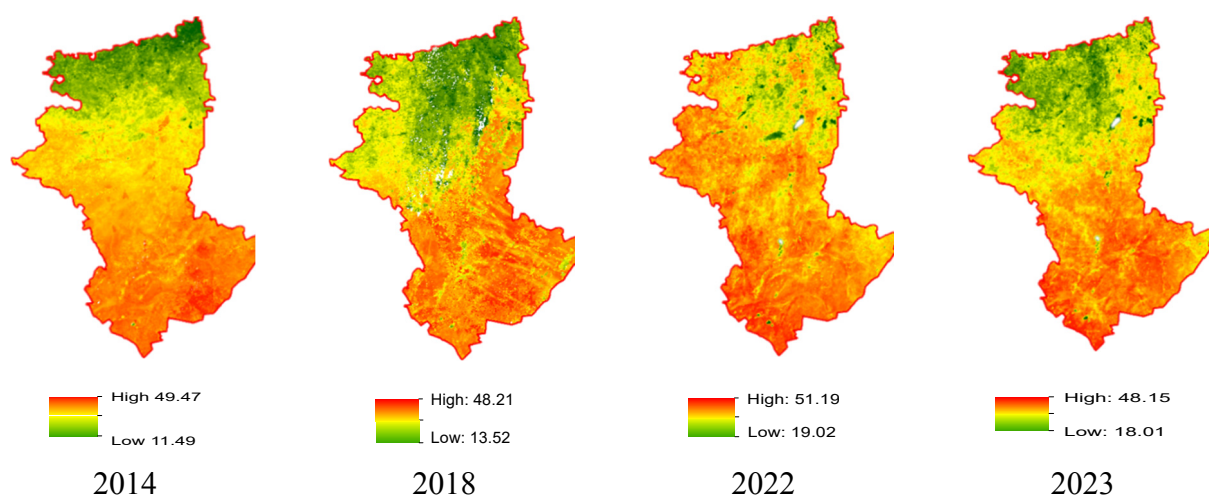 High 49.47
Low 11.49
2014
High: 48.21
Low: 13.52
2018
High: 51.19
Low: 19.02
2022
High: 48.15
Low: 18.01
2023